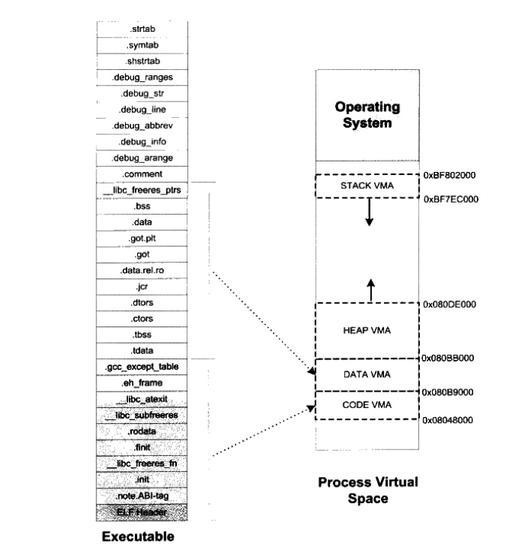 .strtab
.symtab
.shstrtab
.debug_ranges
.debug_str
.debug_line
.debug_abbrev
.debug_info
.debug_arange
.comment
__libc_freeres_ptrs
.bss
.data
.got.plt
.got
.data.rel.ro
.jcr
.dtors
.ctors
.tbss
.tdata
.gcc_except_table
.eh_frame
__libc_atexit
__libc_subfreeres
.rodata
.finit
__libc_freeres_fn
.init
.note.ABI-tag
ELF Header
Executable
Operating
System
0xBF802000
STACK VMA
0xBF7EC000
0x080DE000
HEAP VMA
0x080BB000
DATA VMA
0x080B9000
CODE VMA
0x08048000
Process Virtual
Space